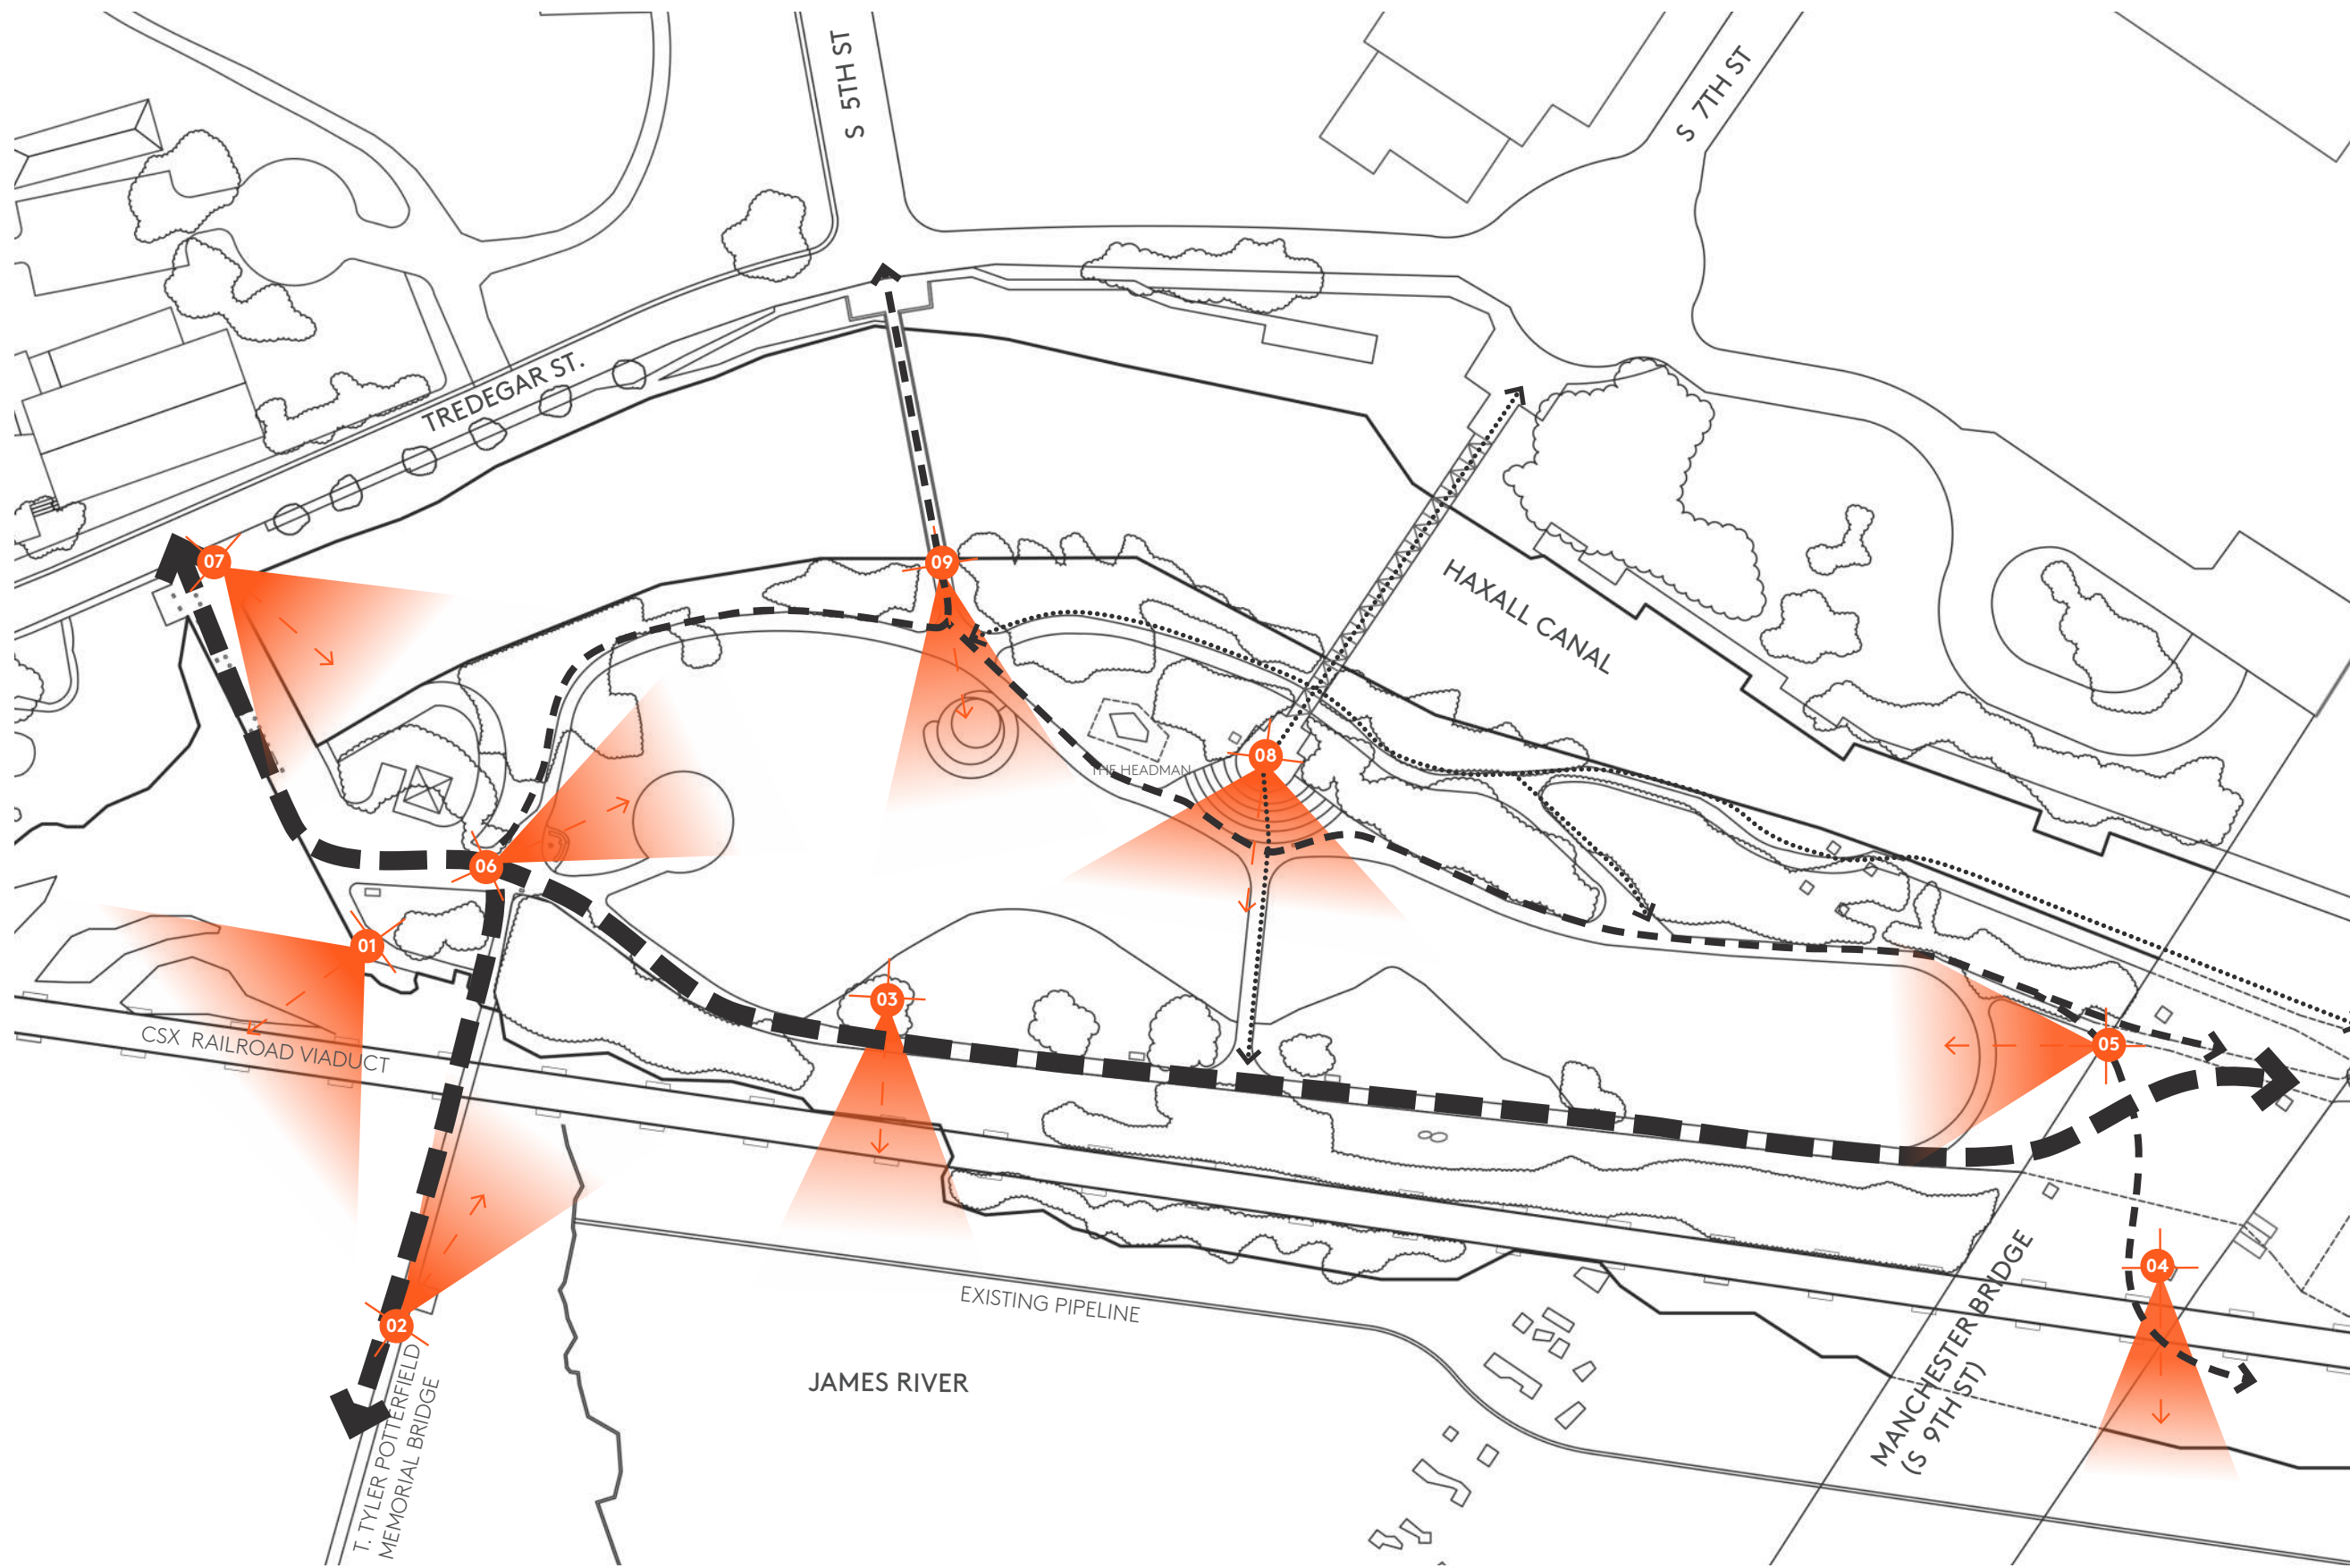 S 5TH ST
S 7TH ST
TREDEGAR ST.
07
09
HAXALL CANAL
08
THE HEADMAN
06
01
03
CSX RAILROAD VIADUCT
05
04
EXISTING PIPELINE
02
JAMES RIVER
MANCHESTER BRIDGE
(S 9TH ST)
T. TYLER POTTERFIELD
MEMORIAL BRIDGE